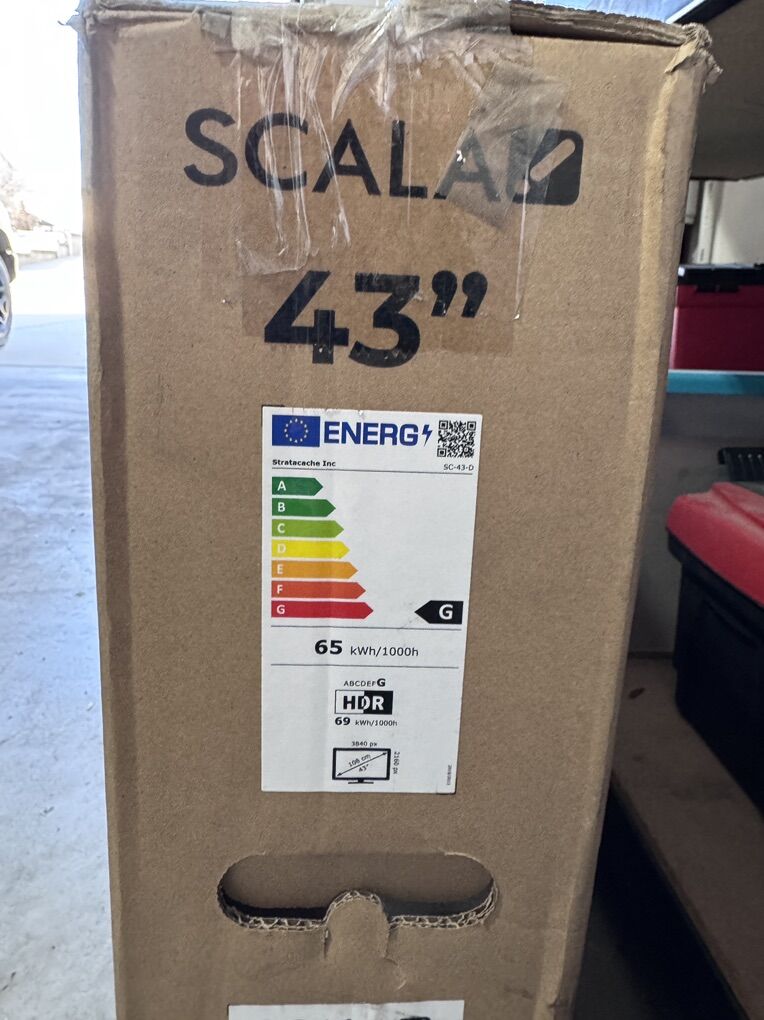 SCALA
43”
ENERG
Stratacache Inc
SC-43-D
A
B
C
D
E
F
G
G
65 kWh/1000h
ABCDEFG
HDR
69 kWh/1000h
3840 px
2160 px
108 cm
43"